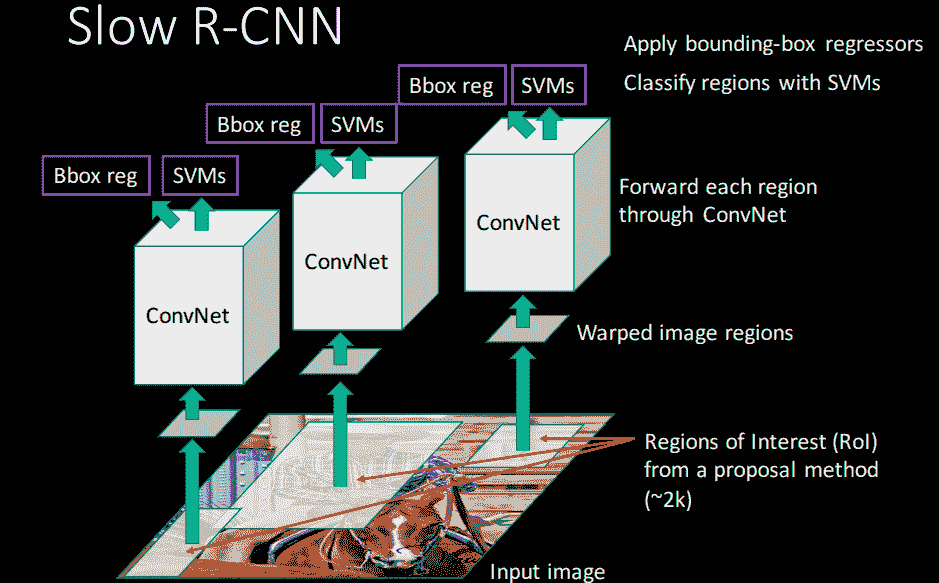 Slow R-CNN
Apply bounding-box regressors
Classify regions with SVMs
Bbox reg
SVMs
Bbox reg
SVMs
Bbox reg
SVMs
Forward each region
through ConvNet
ConvNet
ConvNet
ConvNet
Warped image regions
Regions of Interest (RoI)
from a proposal method
(~2k)
Input image